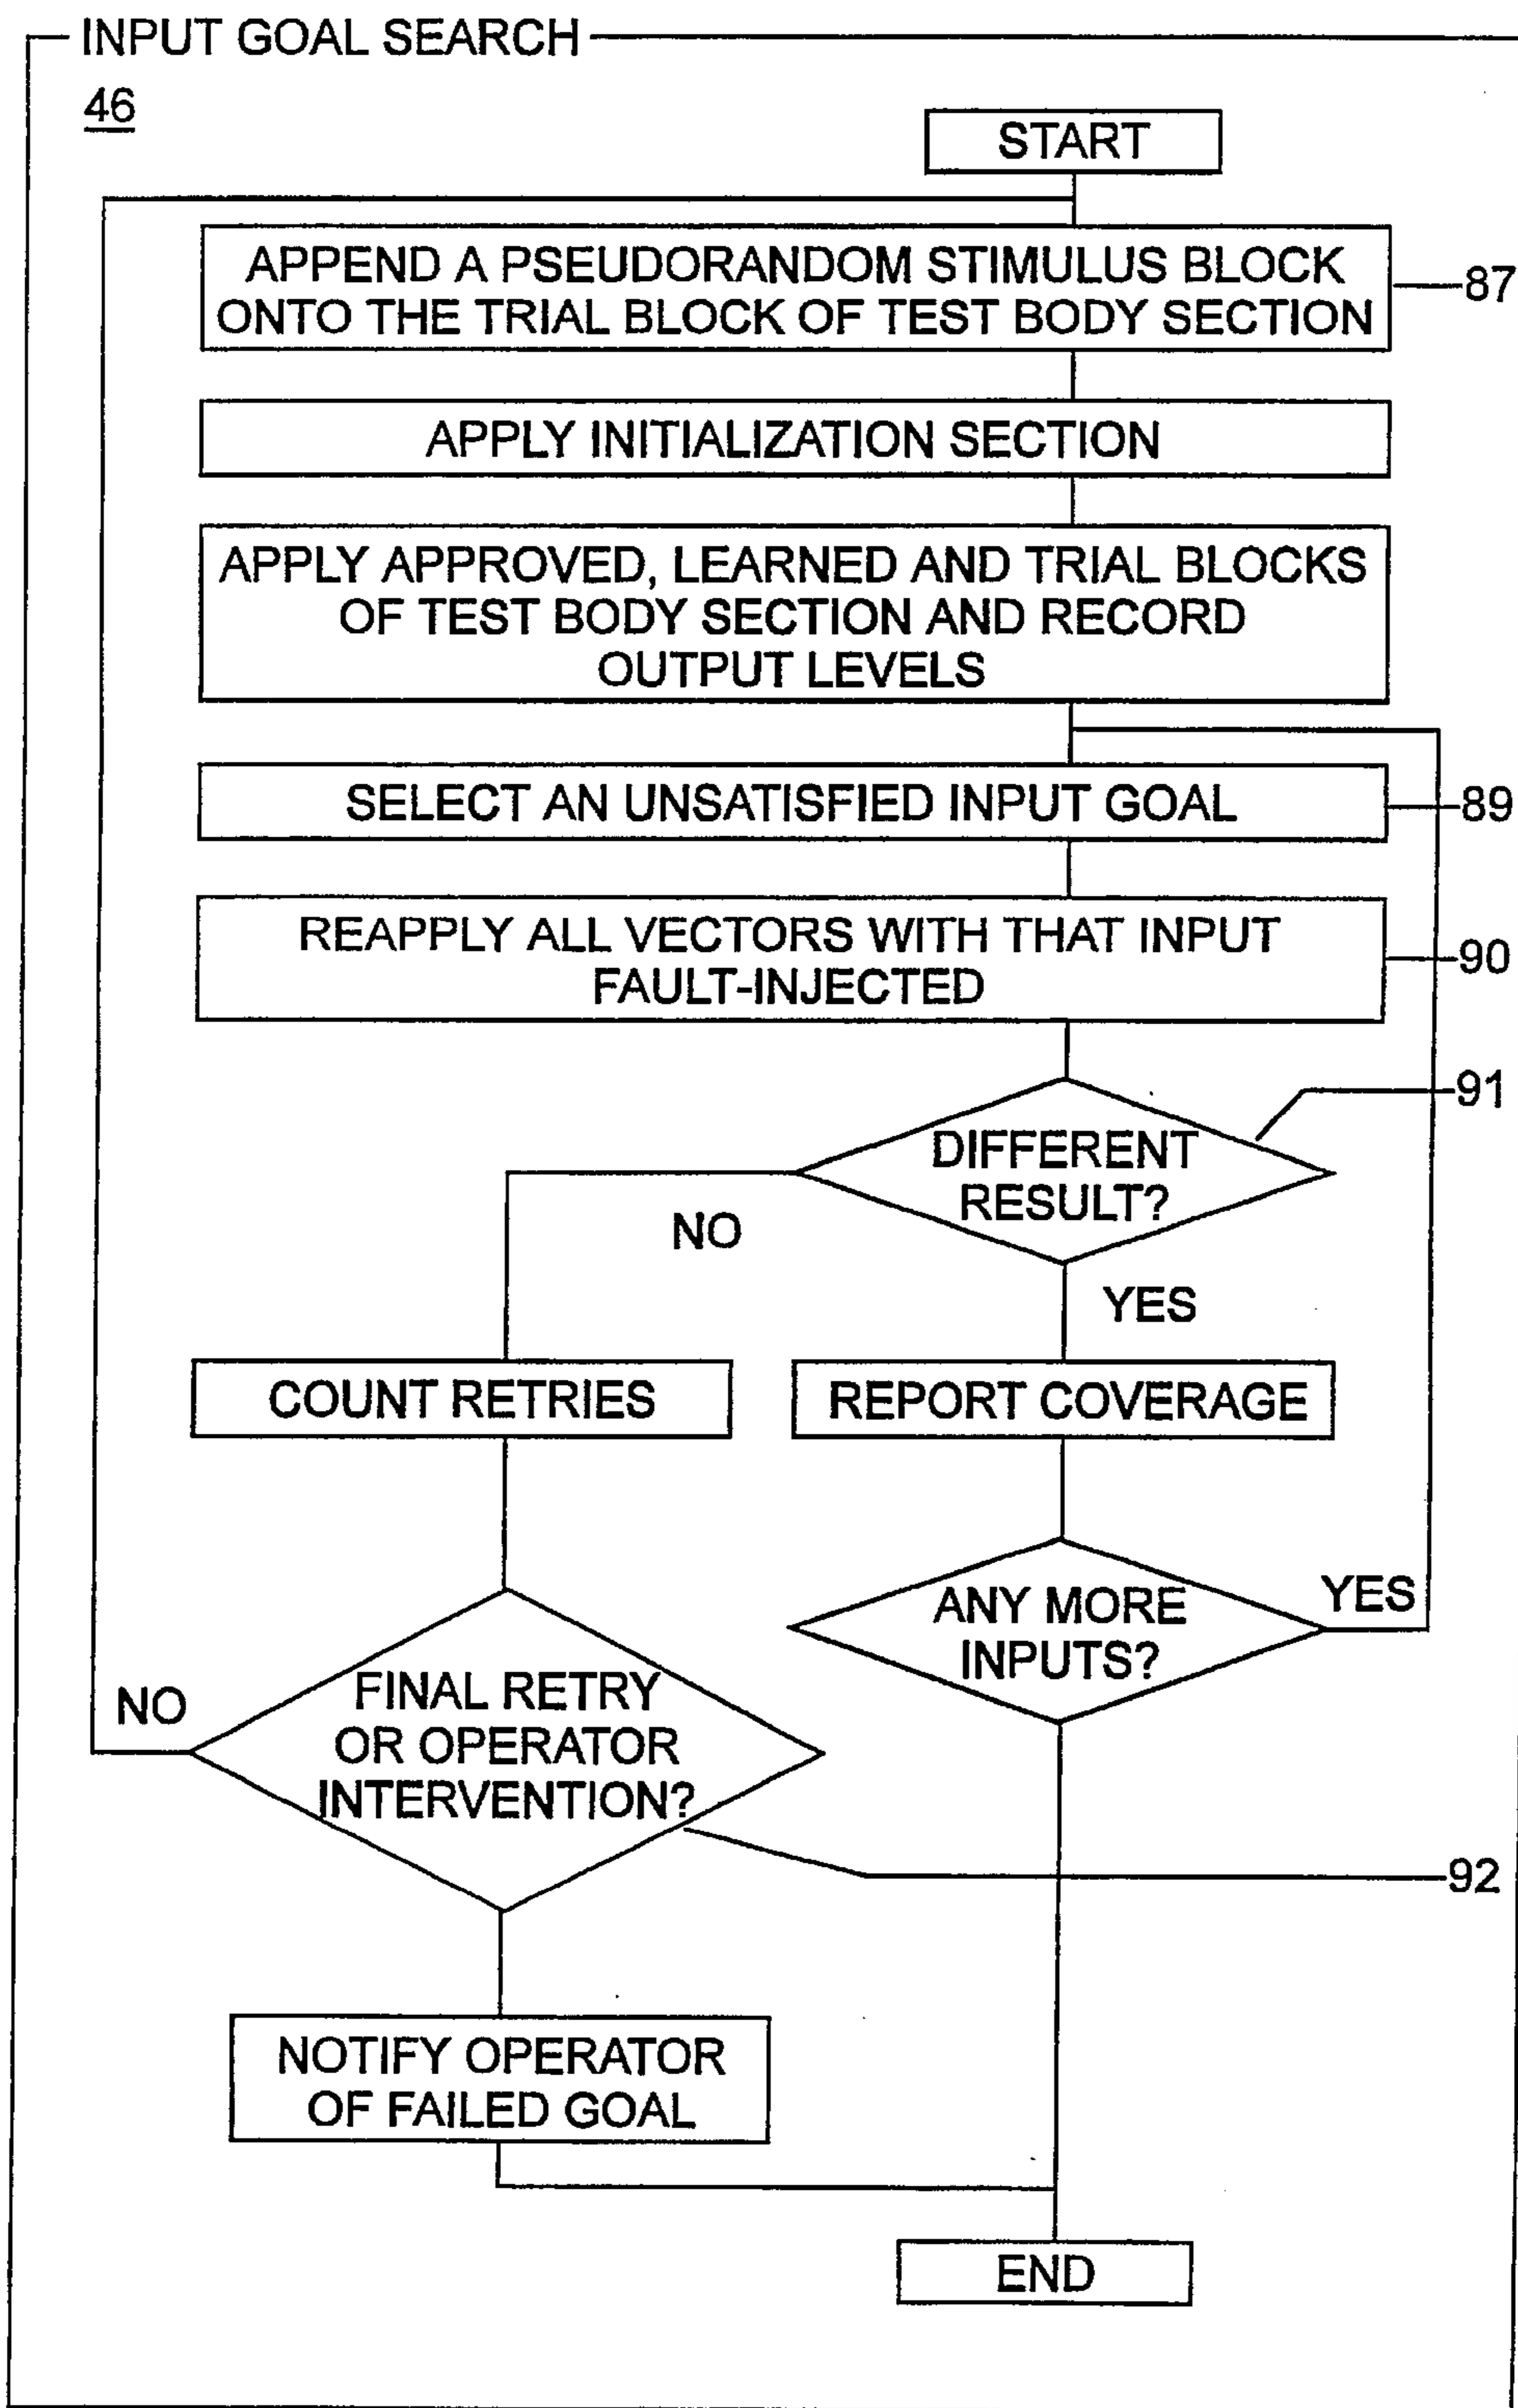 INPUT GOAL SEARCH
46
START
APPEND A PSEUDORANDOM STIMULUS BLOCK
ONTO THE TRIAL BLOCK OF TEST BODY SECTION
87
APPLY INITIALIZATION SECTION
APPLY APPROVED, LEARNED AND TRIAL BLOCKS
OF TEST BODY SECTION AND RECORD
OUTPUT LEVELS
SELECT AN UNSATISFIED INPUT GOAL
89
REAPPLY ALL VECTORS WITH THAT INPUT
FAULT-INJECTED
90
91
DIFFERENT
RESULT?
NO
YES
COUNT RETRIES
REPORT COVERAGE
ANY MORE
INPUTS?
YES
FINAL RETRY
OR OPERATOR
INTERVENTION?
NO
92
NOTIFY OPERATOR
OF FAILED GOAL
END